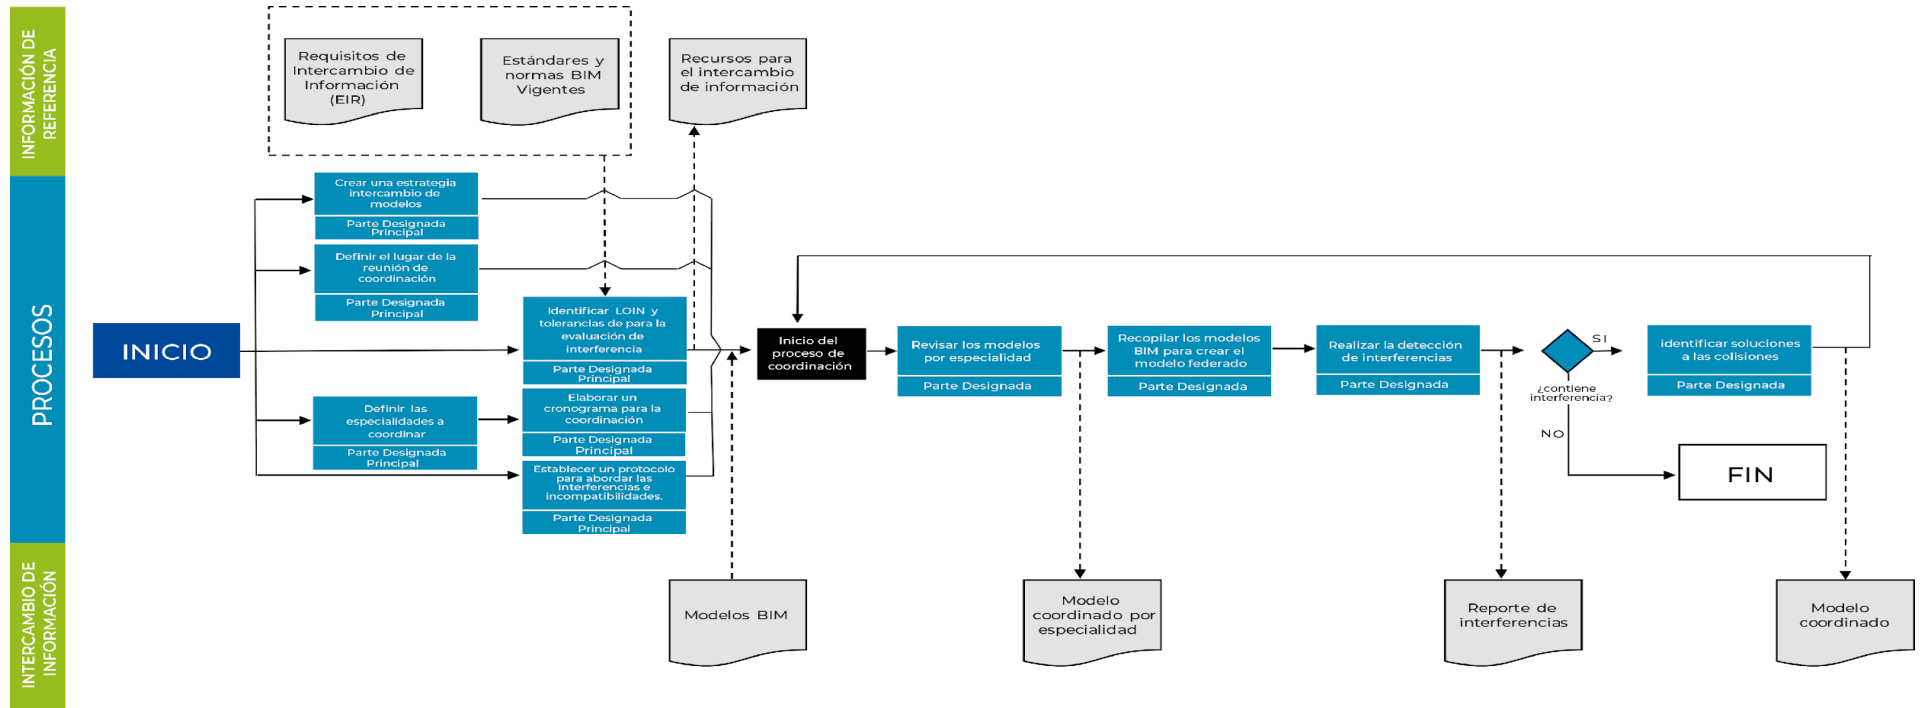 INFORMACIÓN DE
REFERENCIA
Requisitos de
Intercambio de
Información
(EIR)
Estándares y
normas BIM
Vigentes
Recursos para
el intercambio
de información
PROCESOS
INICIO
Crear una estrategia
intercambio de
modelos
Parte Designada
Principal
Definir el lugar de la
reunión de
coordinación
Parte Designada
Principal
Identificar LOIN y
tolerancias de para la
evaluación de
interferencia
Parte Designada
Principal
Definir las
especialidades a
coordinar
Parte Designada
Principal
Elaborar un
cronograma para la
coordinación
Parte Designada
Principal
Establecer un protocolo
para abordar las
interferencias e
incompatibilidades.
Parte Designada
Principal
Inicio del
proceso de
coordinación
Revisar los modelos
por especialidad
Parte Designada
Recopilar los modelos
BIM para crear el
modelo federado
Parte Designada
Realizar la detección
de interferencias
Parte Designada
¿contiene
interferencia?
SI
NO
identificar soluciones
a las colisiones
Parte Designada
FIN
INTERCAMBIO DE
INFORMACIÓN
Modelos BIM
Modelo
coordinado por
especialidad
Reporte de
interferencias
Modelo
coordinado